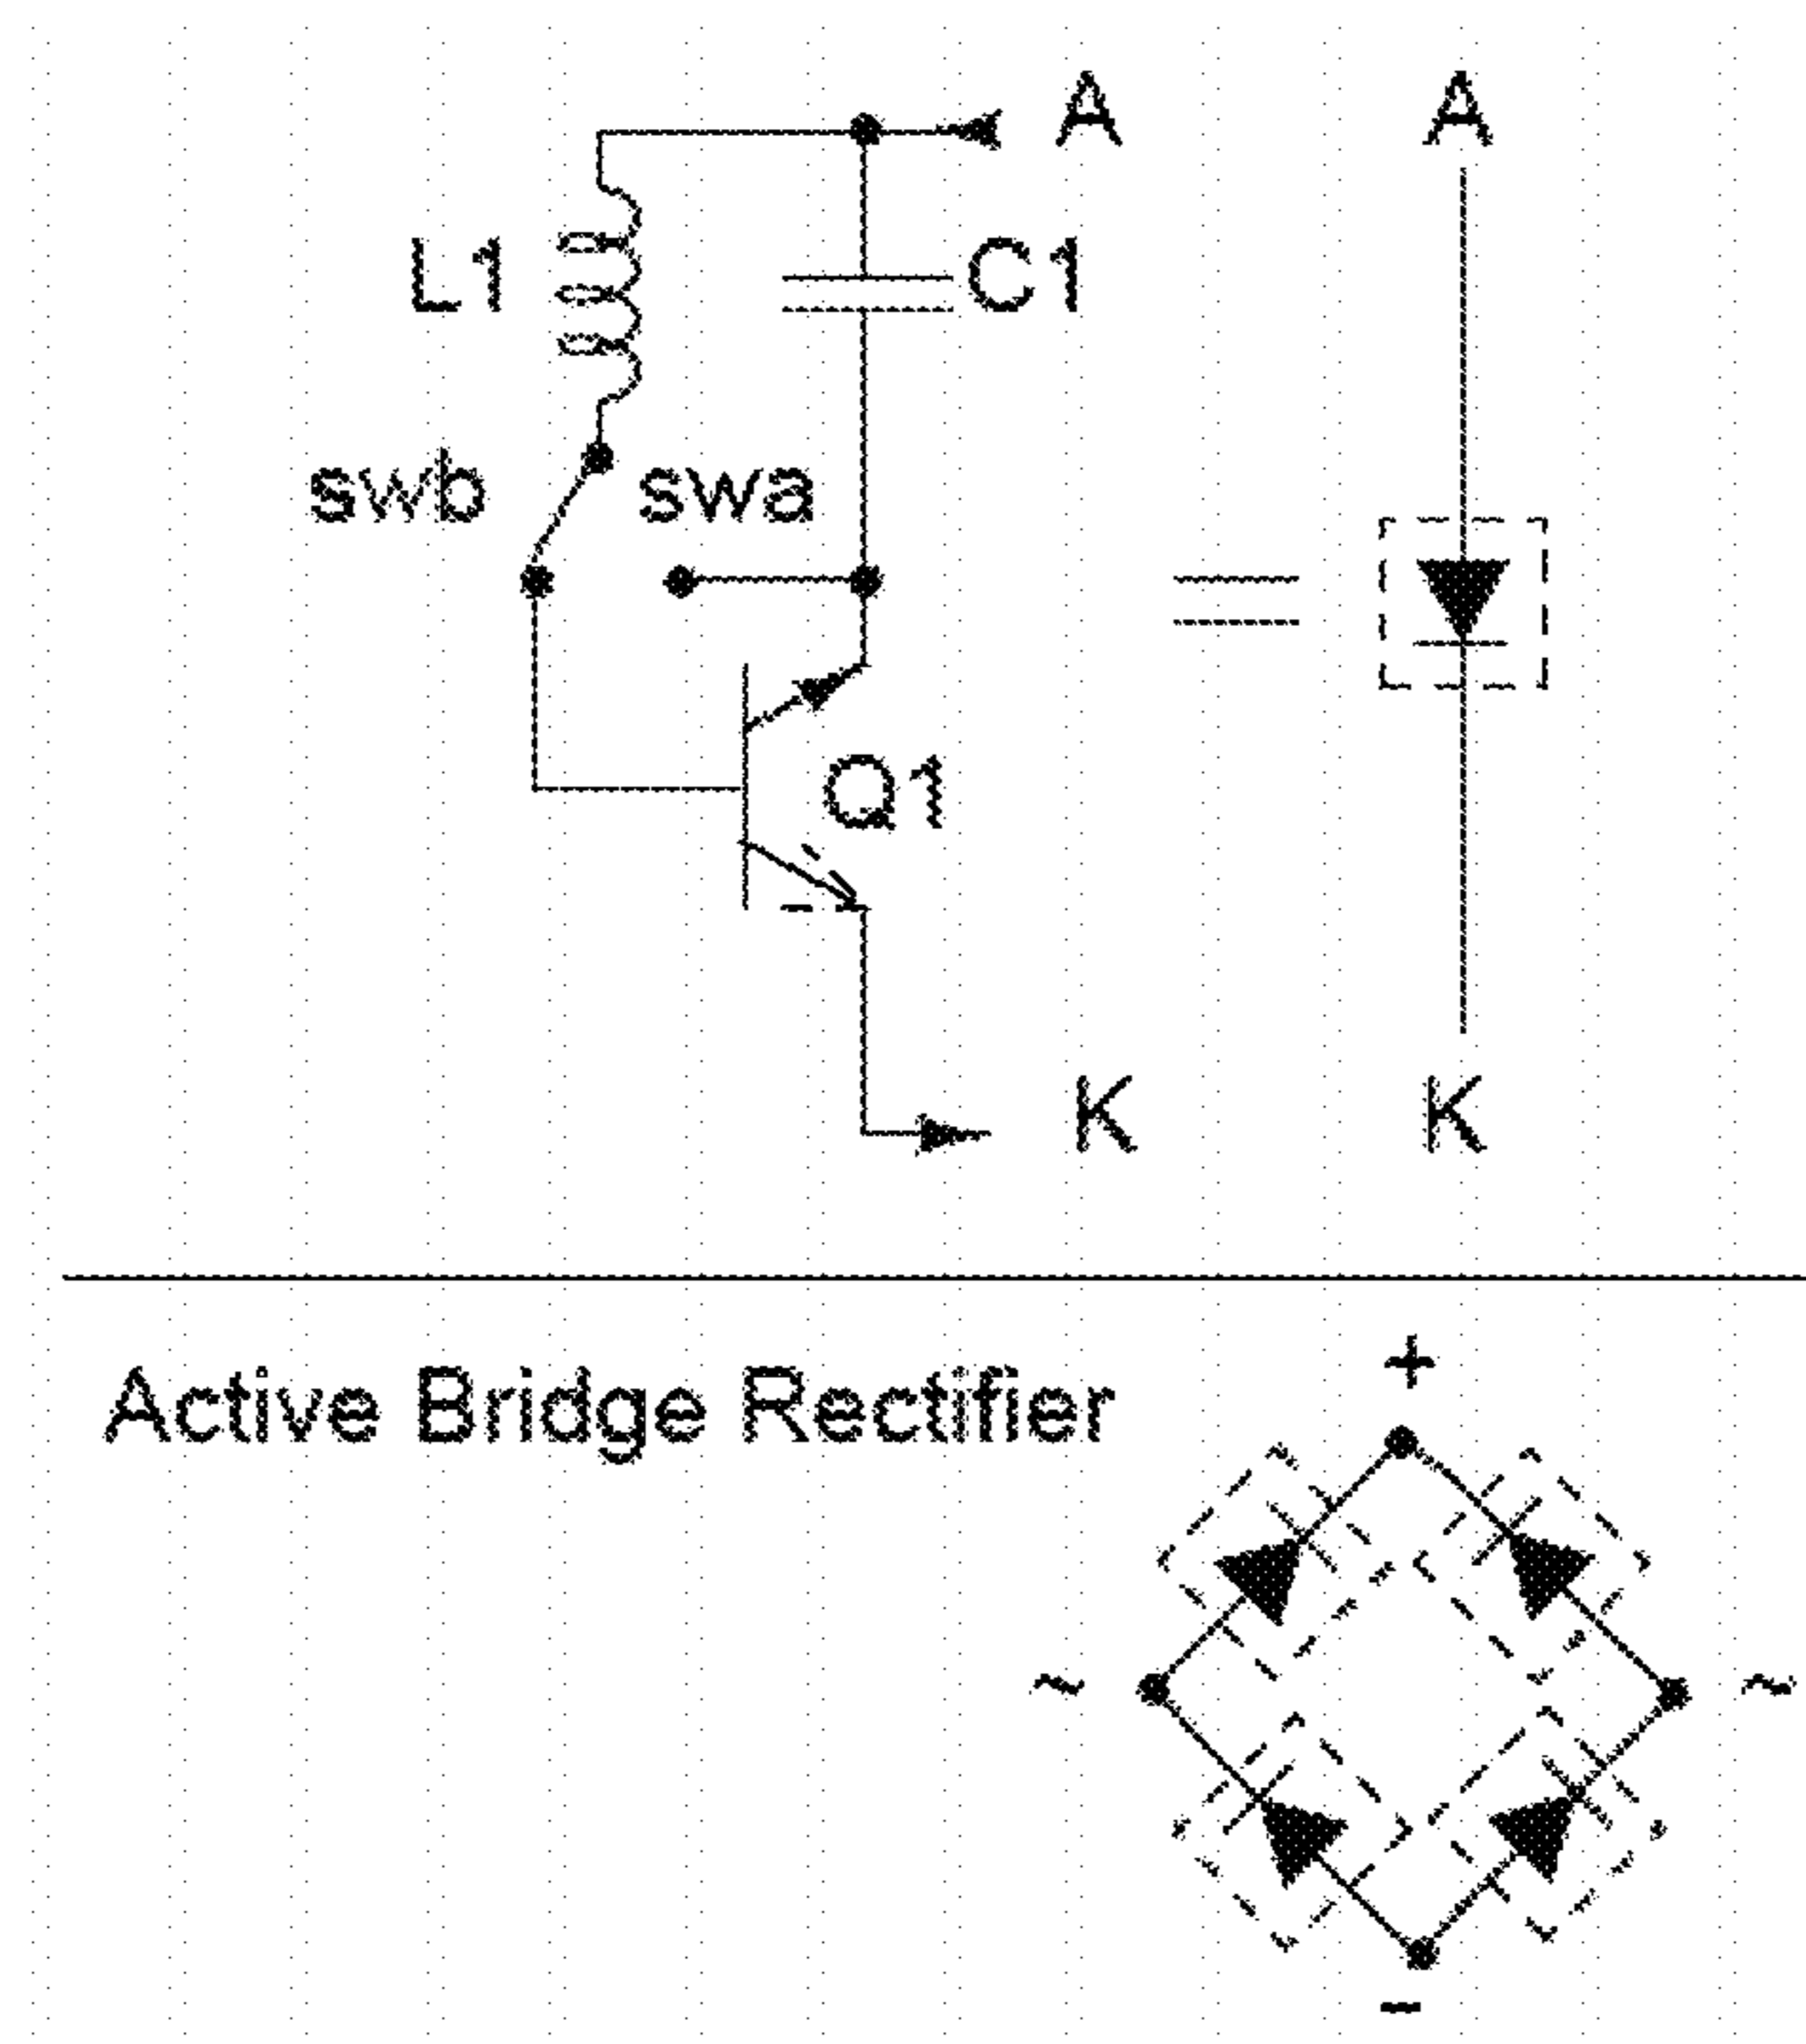 A A
L1 C1
swb swa
Q1
K K
Active Bridge Rectifier
+
~ ~
-